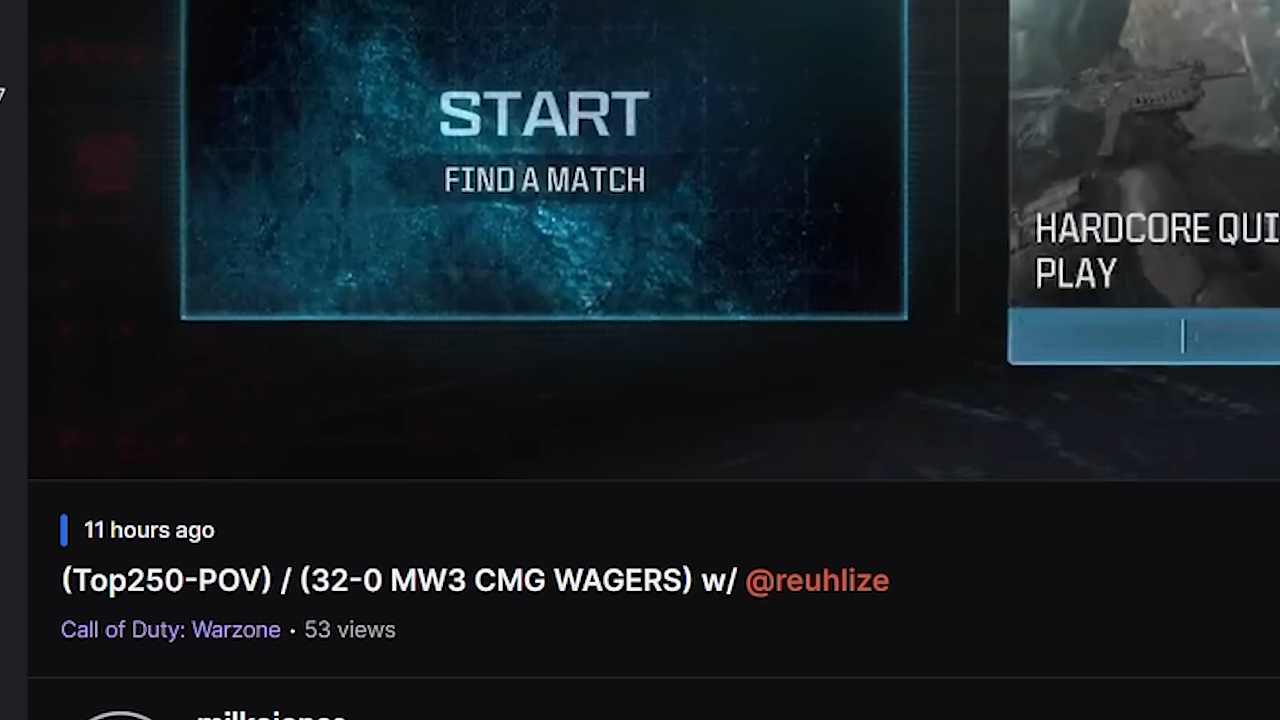 START
FIND A MATCH
HARDCORE QUI
PLAY
11 hours ago
(Top250-POV) / (32-0 MW3 CMG WAGERS) w/ @reuhlize
Call of Duty: Warzone • 53 views